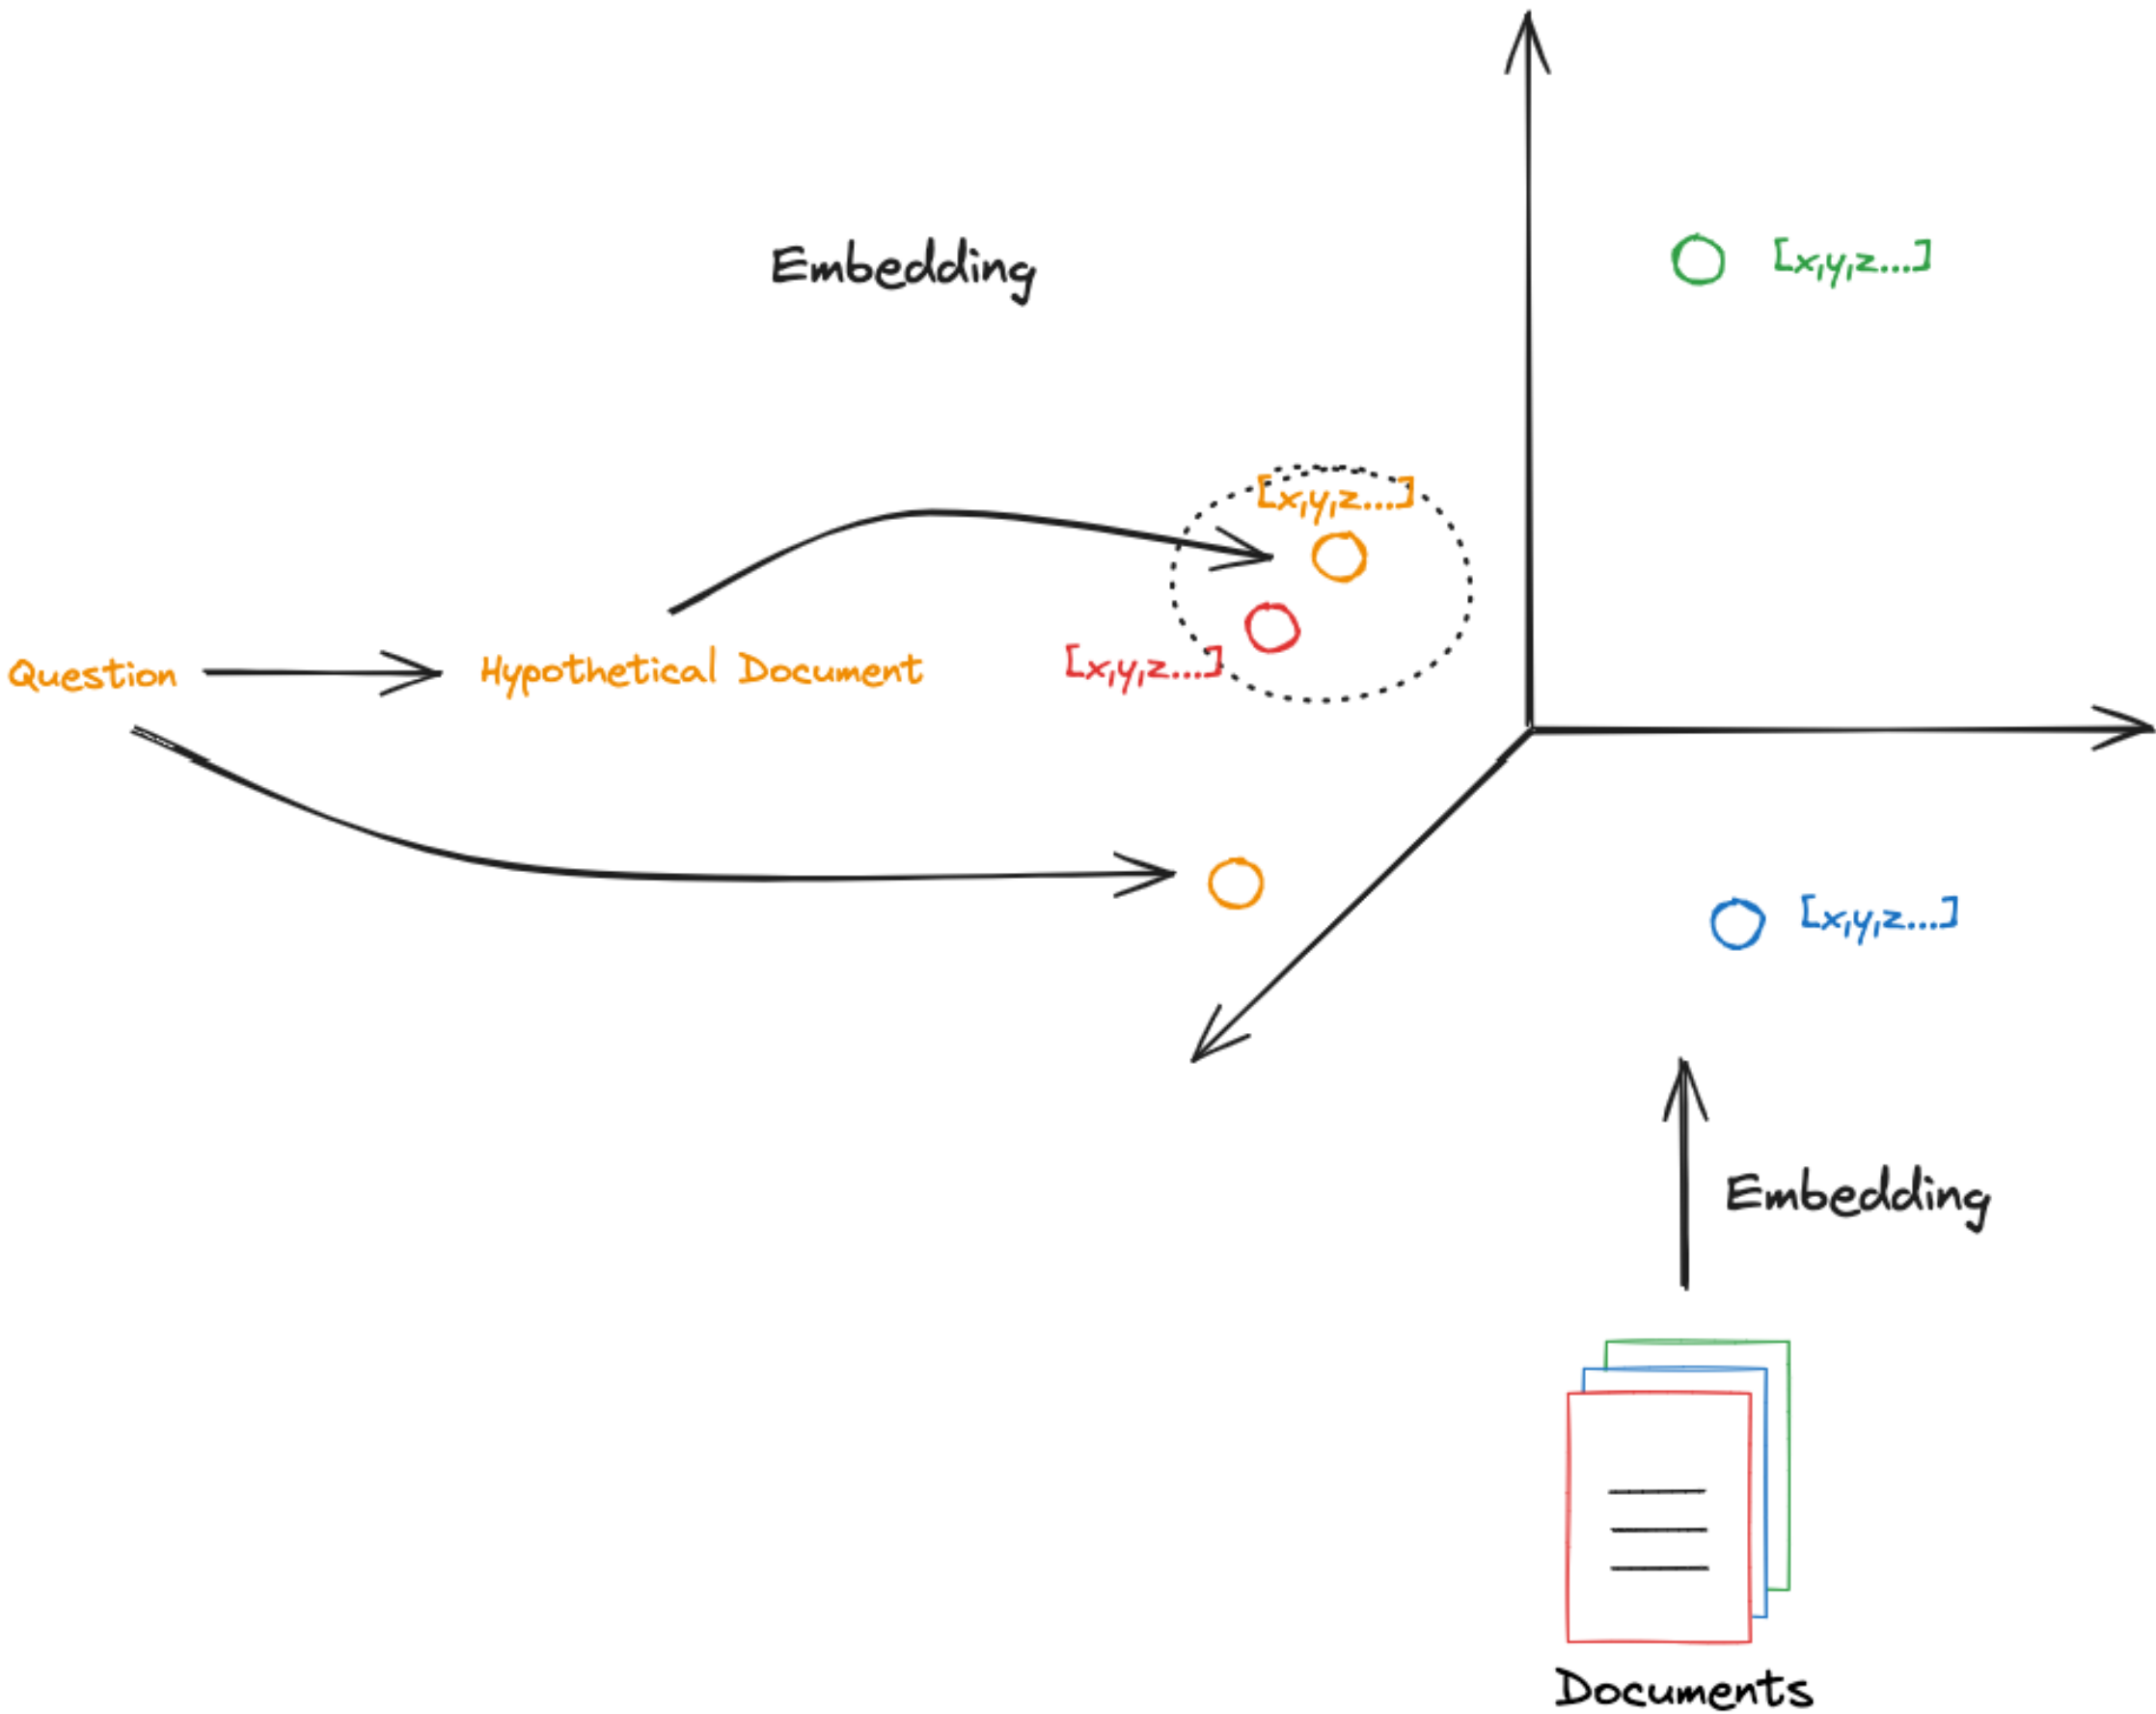 Embedding
[x,y,z...]
[x,y,z...]
Question
Hypothetical Document
[x,y,z...]
[x,y,z...]
Embedding
Documents